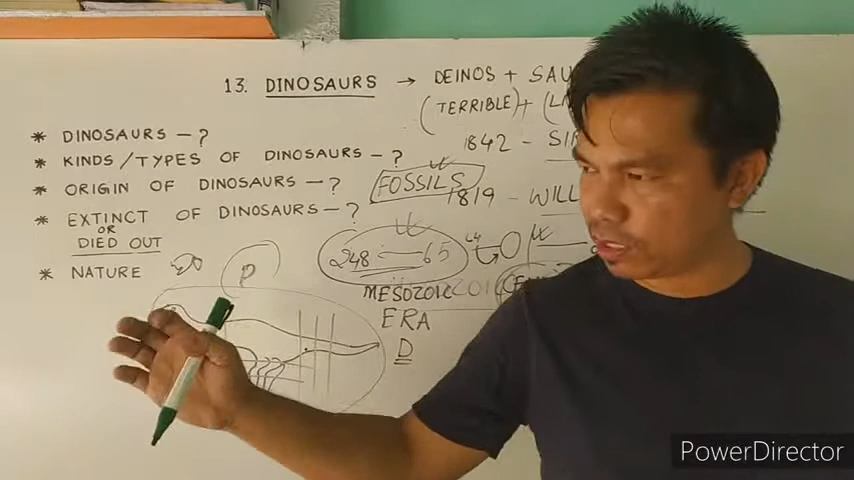 13. DINOSAURS → DEINOS + SAU
(TERRIBLE) + (
* DINOSAURS - ?
1842 -
* KINDS/TYPES OF DINOSAURS - ?
* ORIGIN OF DINOSAURS - ?
FOSSILS
1819 - WILL
* EXTINCT OF DINOSAURS - ?
OR
DIED OUT
248 — 65
* NATURE
P
MESOZOIC
ERA
D
PowerDirector